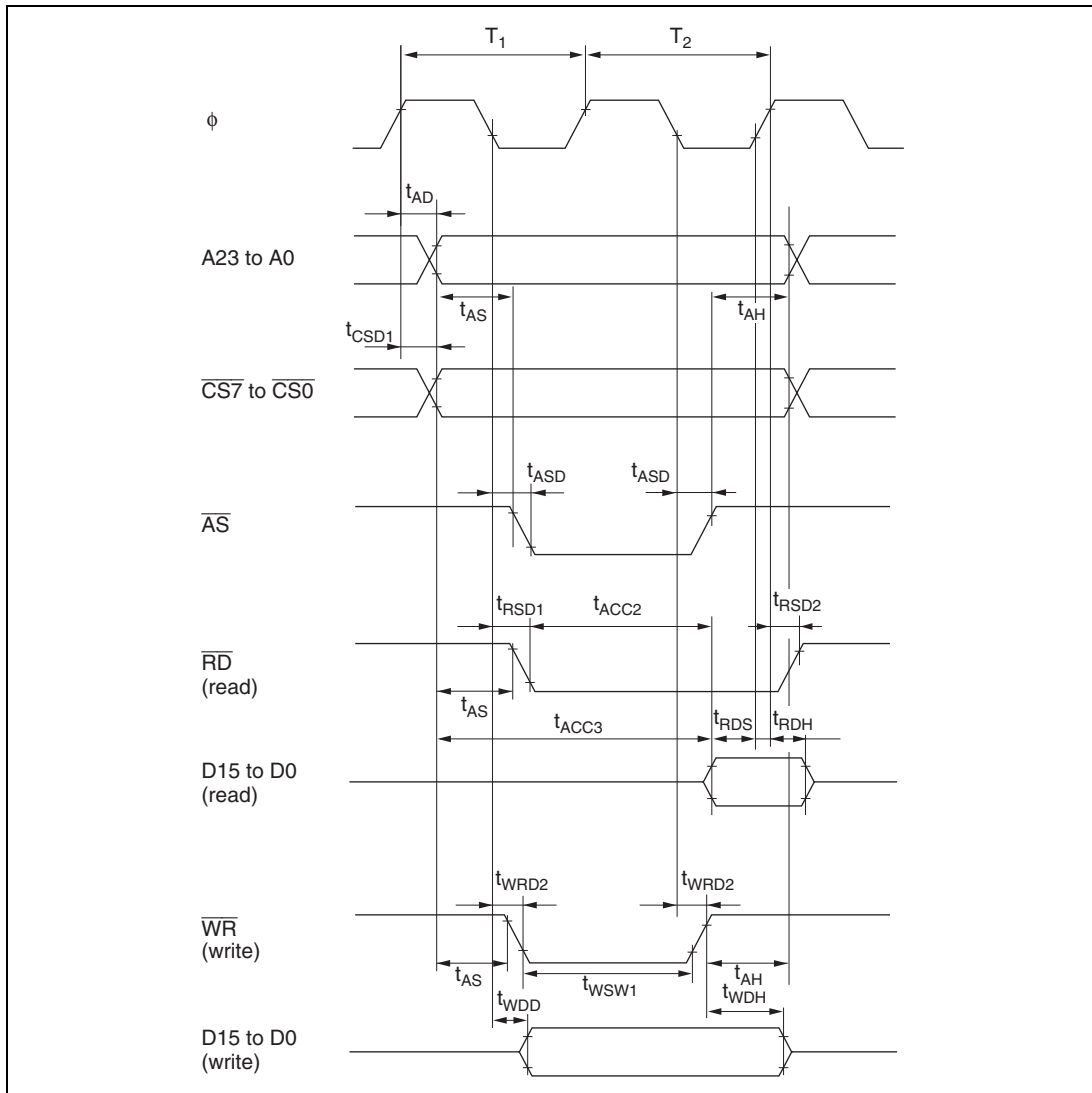 T1 T2
φ
tAD
A23 to A0
tAS tAH
tCSD1
CS7 to CS0
tASD tASD
AS
tRSD1 tACC2 tRSD2
RD
(read)
tAS
tACC3 tRDS tRDH
D15 to D0
(read)
tWRD2 tWRD2
WR
(write)
tAS tWSW1 tAH
tWDD tWDH
D15 to D0
(write)